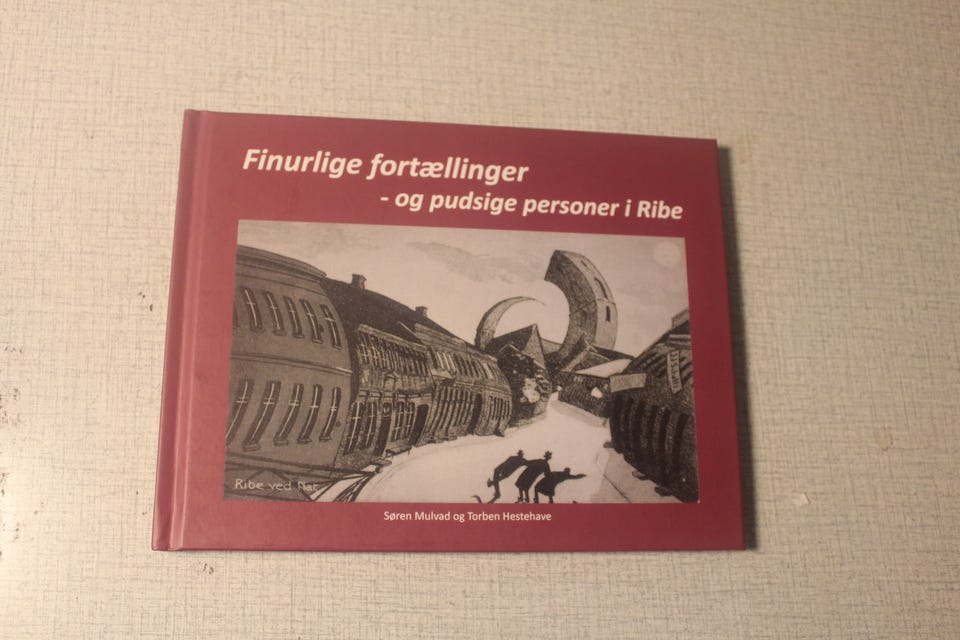 Finurlige fortællinger
- og pudsige personer i Ribe
Ribe ved Nat
Søren Mulvad og Torben Hestehave